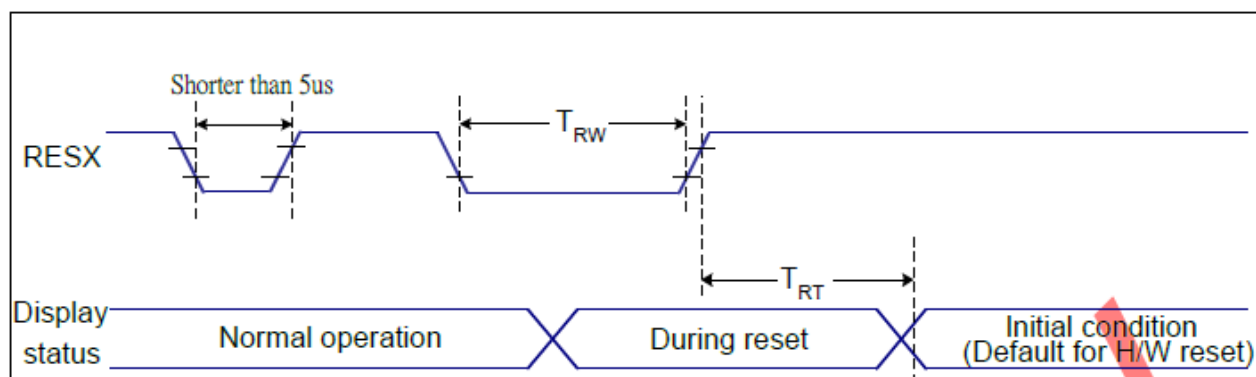 Shorter than 5us
TRW
RESX
TRT
Display
status
Normal operation
During reset
Initial condition
(Default for H/W reset)